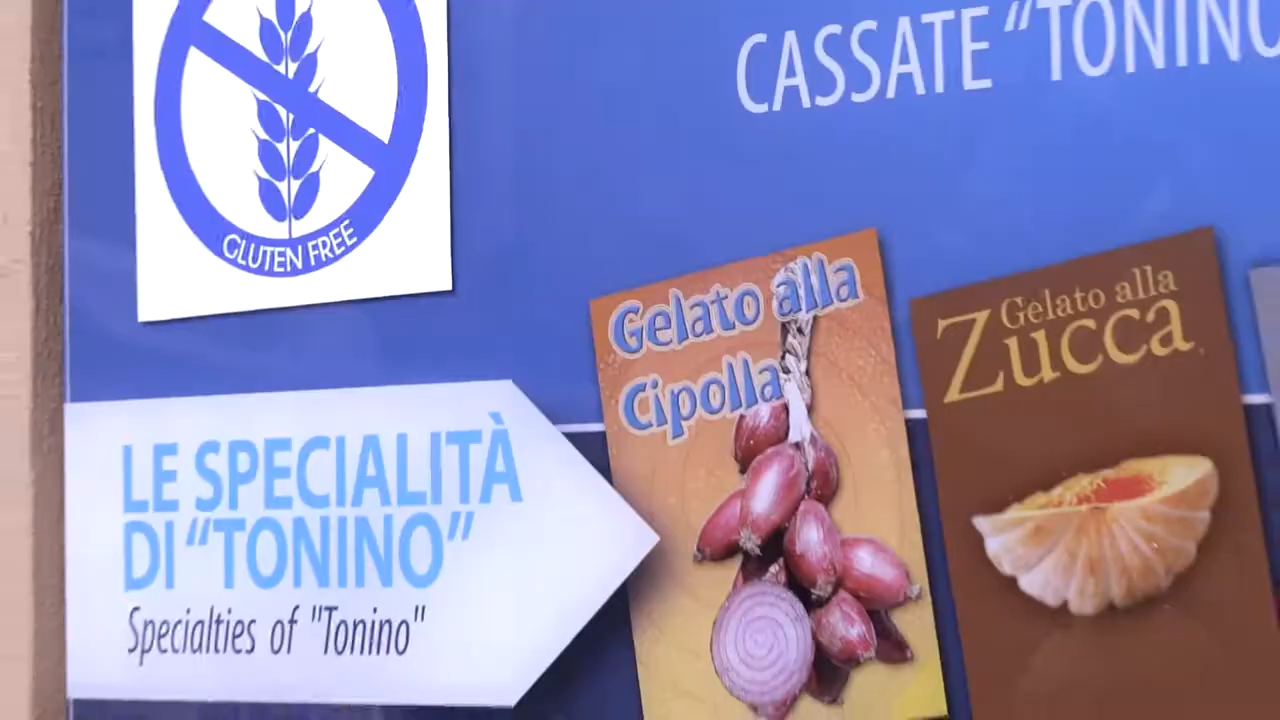 CASSATE "TONINO
GLUTEN FREE
Gelato alla
Cipolla
Gelato alla
Zucca
LE SPECIALITÀ
DI "TONINO"
Specialties of "Tonino"